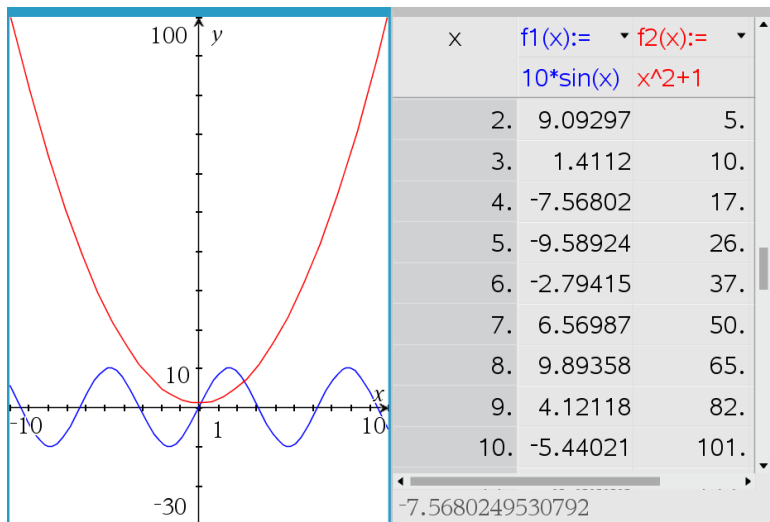 100 y
10
x
-10 1 10
-30
x f1(x):= f2(x):=
10*sin(x) x^2+1
2. 9.09297 5.
3. 1.4112 10.
4. -7.56802 17.
5. -9.58924 26.
6. -2.79415 37.
7. 6.56987 50.
8. 9.89358 65.
9. 4.12118 82.
10. -5.44021 101.
-7.5680249530792